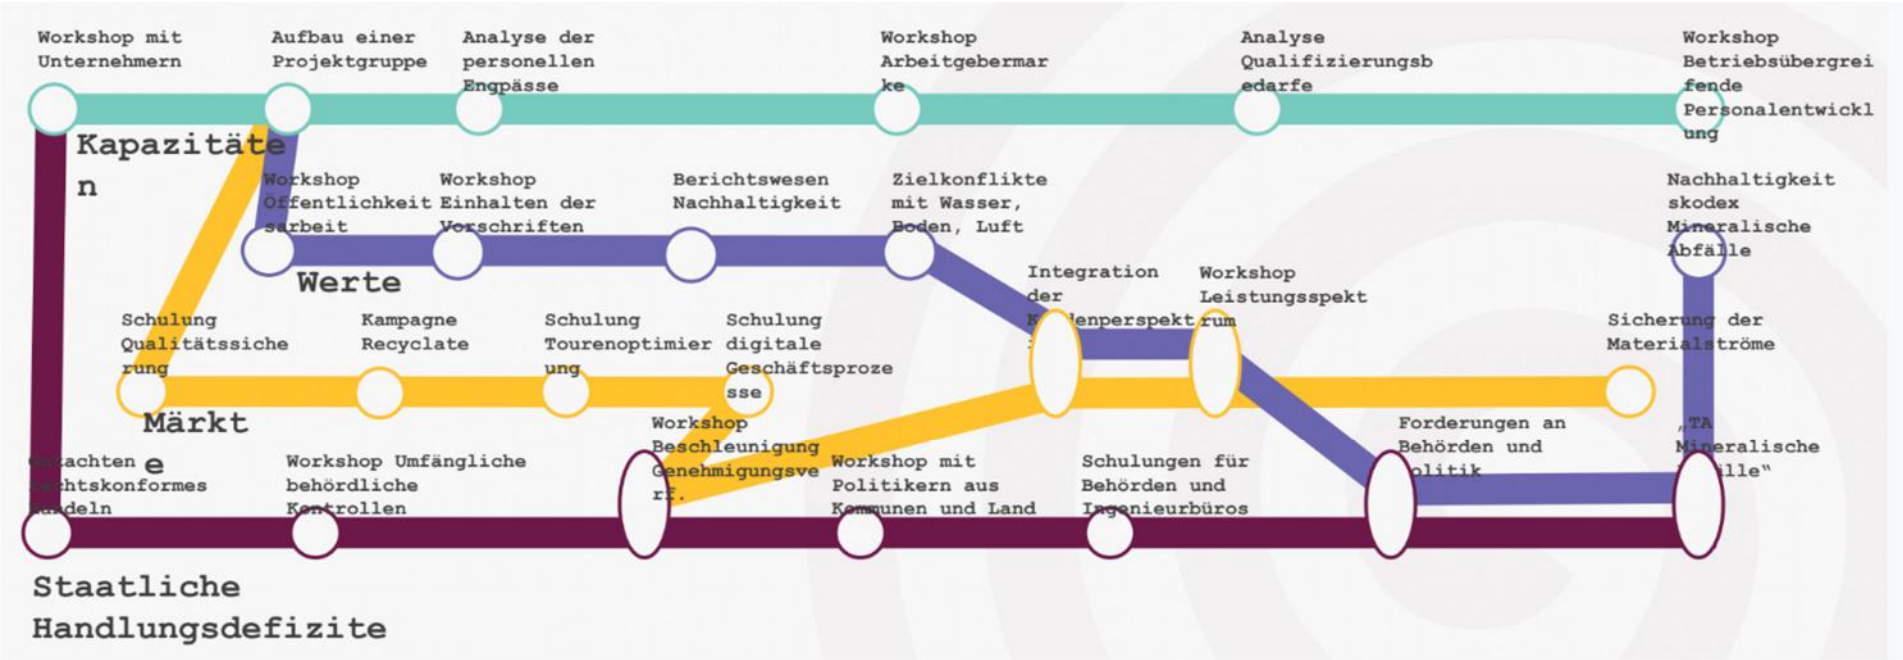 Workshop mit
Unternehmern
Aufbau einer
Projektgruppe
Analyse der
personellen
Engpässe
Workshop
Arbeitgebermar
ke
Analyse
Qualifizierungsb
edarfe
Workshop
Betriebsübergrei
fende
Personalentwickl
ung
Kapazitäte
n
Workshop
Öffentlichkeit
sarbeit
Workshop
Einhalten der
Vorschriften
Berichtswesen
Nachhaltigkeit
Zielkonflikte
mit Wasser,
Boden, Luft
Nachhaltigkeit
skodex
Mineralische
Abfälle
Werte
Integration
der
Workshop
Leistungsspekt
rum
Schulung
Qualitätssiche
rung
Kampagne
Recyclate
Schulung
Tourenoptimier
ung
Schulung
digitale
Geschäftsproze
sse
Sicherung der
Materialströme
Märkt
e
Workshop
Beschleunigung
Genehmigungsve
rf.
Forderungen an
Behörden und
„TA
Mineralische
Workshop Umfängliche
behördliche
Kontrollen
Workshop mit
Politikern aus
Kommunen und Land
Schulungen für
Behörden und
Ingenieurbüros
Staatliche
Handlungsdefizite